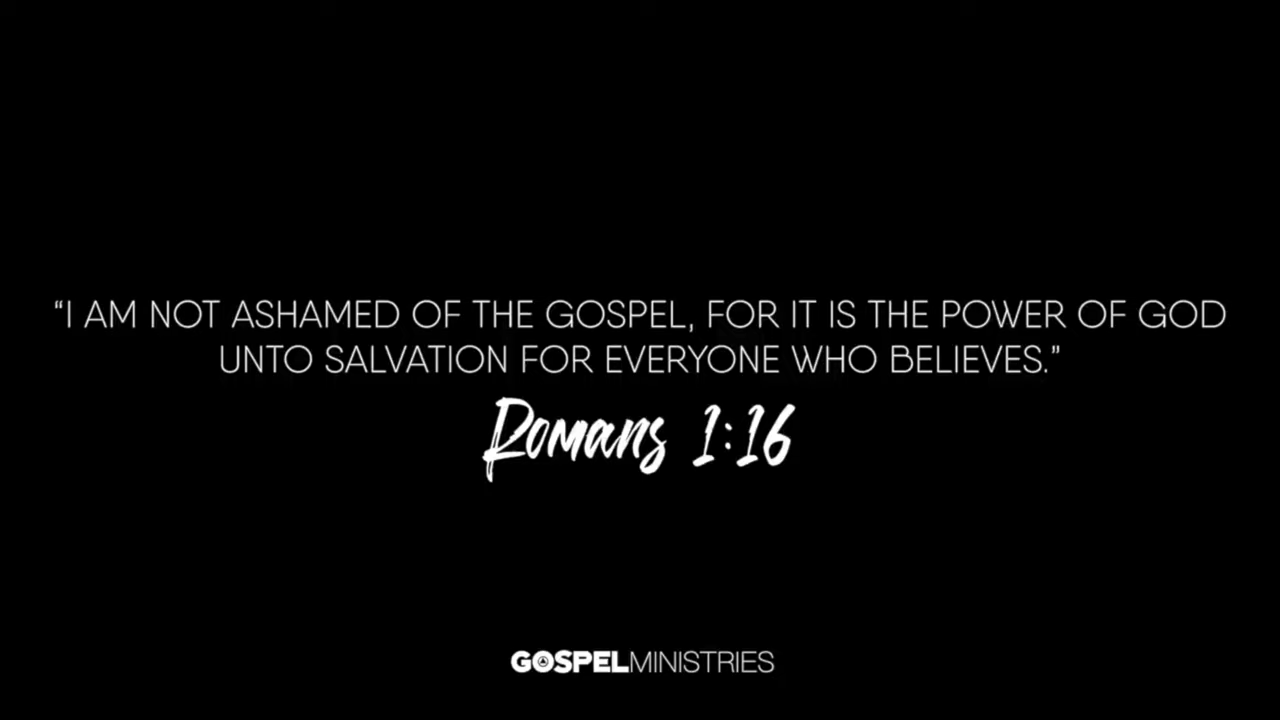 “I AM NOT ASHAMED OF THE GOSPEL, FOR IT IS THE POWER OF GOD
UNTO SALVATION FOR EVERYONE WHO BELIEVES.”
Romans 1:16
GOSPELMINISTRIES